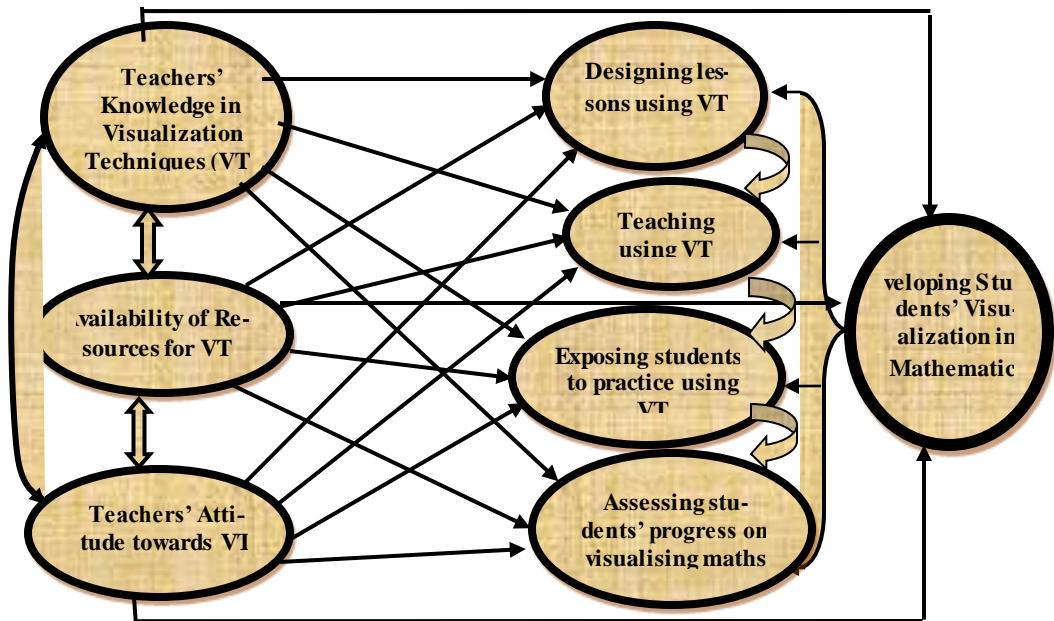 Teachers'
Knowledge in
Visualization
Techniques (VT
vailability of Re-
sources for VT
Teachers' Atti-
tude towards VT
Designing les-
sons using VT
Teaching
using VT
Exposing students
to practice using
VT
Assessing stu-
dents' progress on
visualising maths
veloping Stu
dents' Visu-
alization in
Mathematic